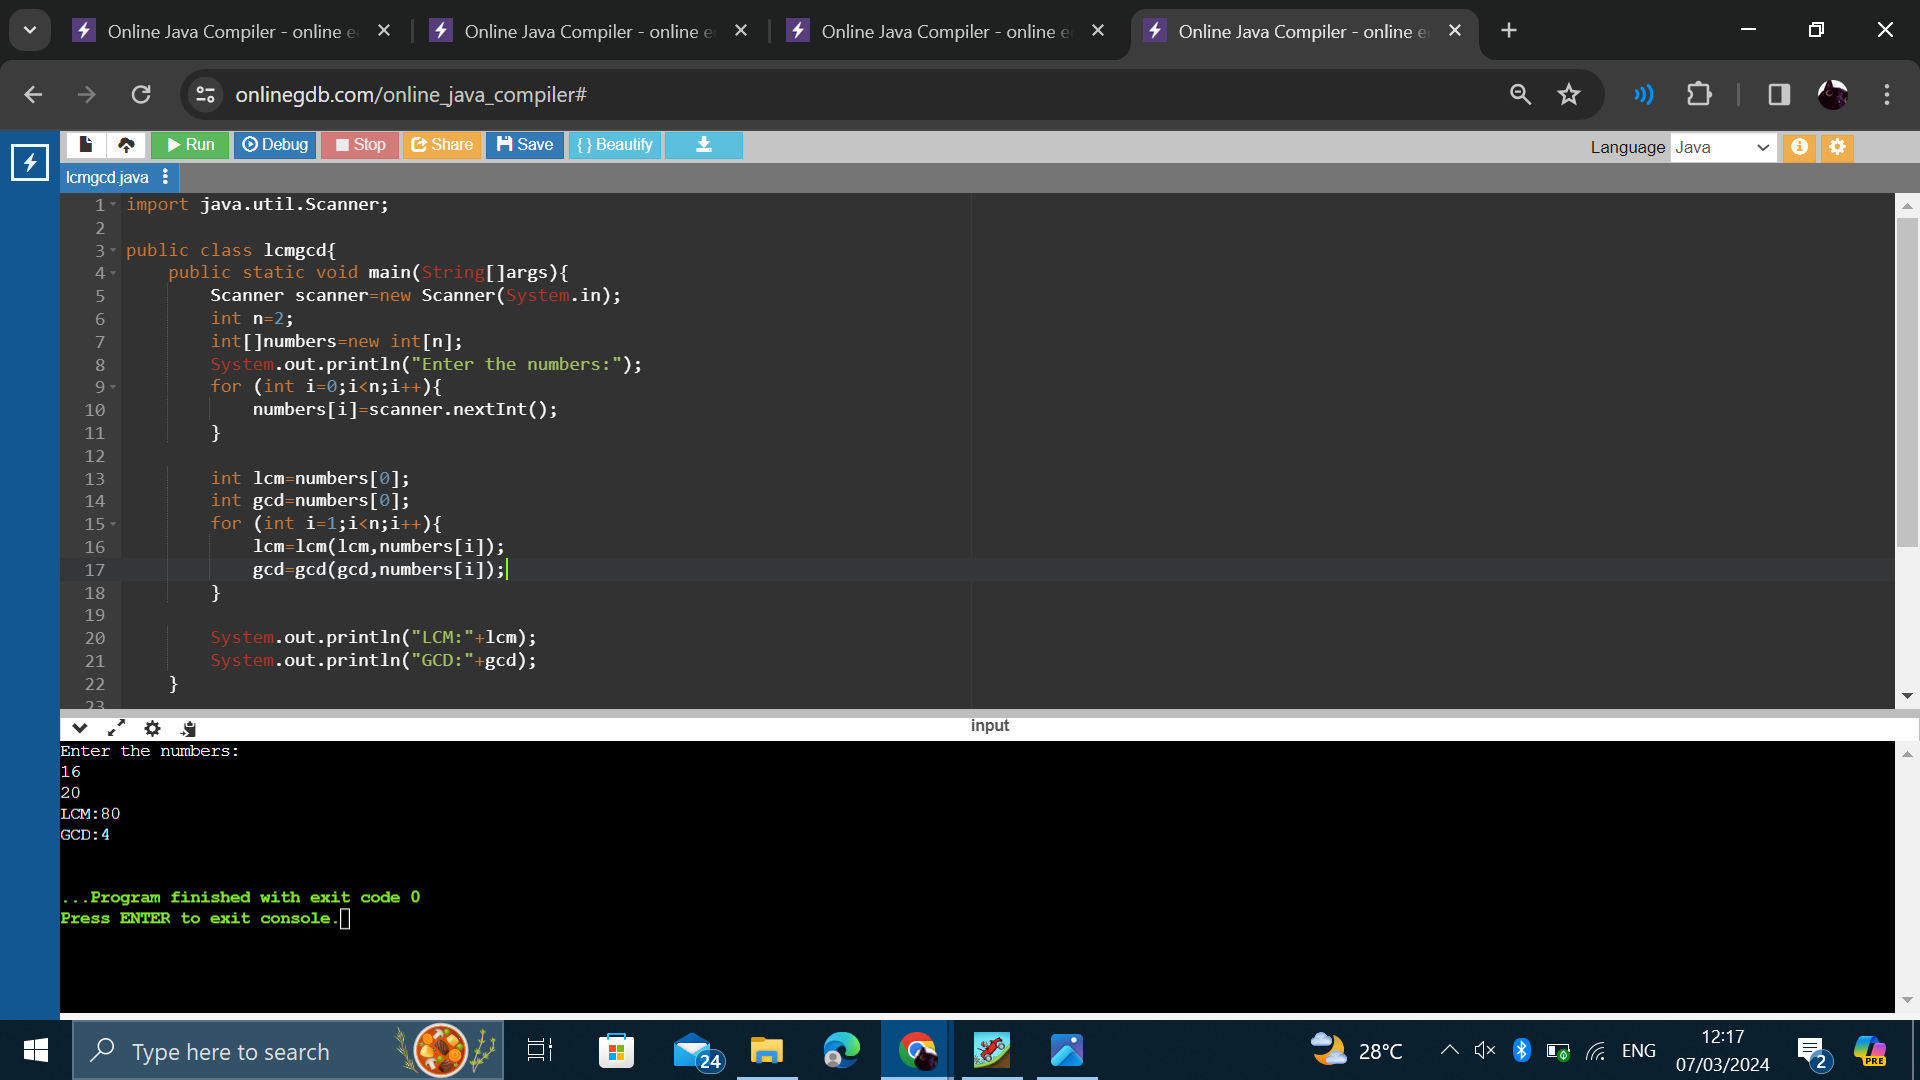 Online Java Compiler - online e
Online Java Compiler - online e
Online Java Compiler - online e
Online Java Compiler - online e
onlinegdb.com/online_java_compiler#
Run Debug Stop Share Save { } Beautify
Language Java
lcmgcd.java
1 import java.util.Scanner;
2
3 public class lcmgcd{
4 public static void main(String[]args){
5 Scanner scanner=new Scanner(System.in);
6 int n=2;
7 int[]numbers=new int[n];
8 System.out.println("Enter the numbers:");
9 for (int i=0;i<n;i++){
10 numbers[i]=scanner.nextInt();
11 }
12
13 int lcm=numbers[0];
14 int gcd=numbers[0];
15 for (int i=1;i<n;i++){
16 lcm=lcm(lcm,numbers[i]);
17 gcd=gcd(gcd,numbers[i]);
18 }
19
20 System.out.println("LCM:"+lcm);
21 System.out.println("GCD:"+gcd);
22 }
23
input
Enter the numbers:
16
20
LCM:80
GCD:4
...Program finished with exit code 0
Press ENTER to exit console.
Type here to search
24
28°C
ENG
12:17
07/03/2024
2
PRE